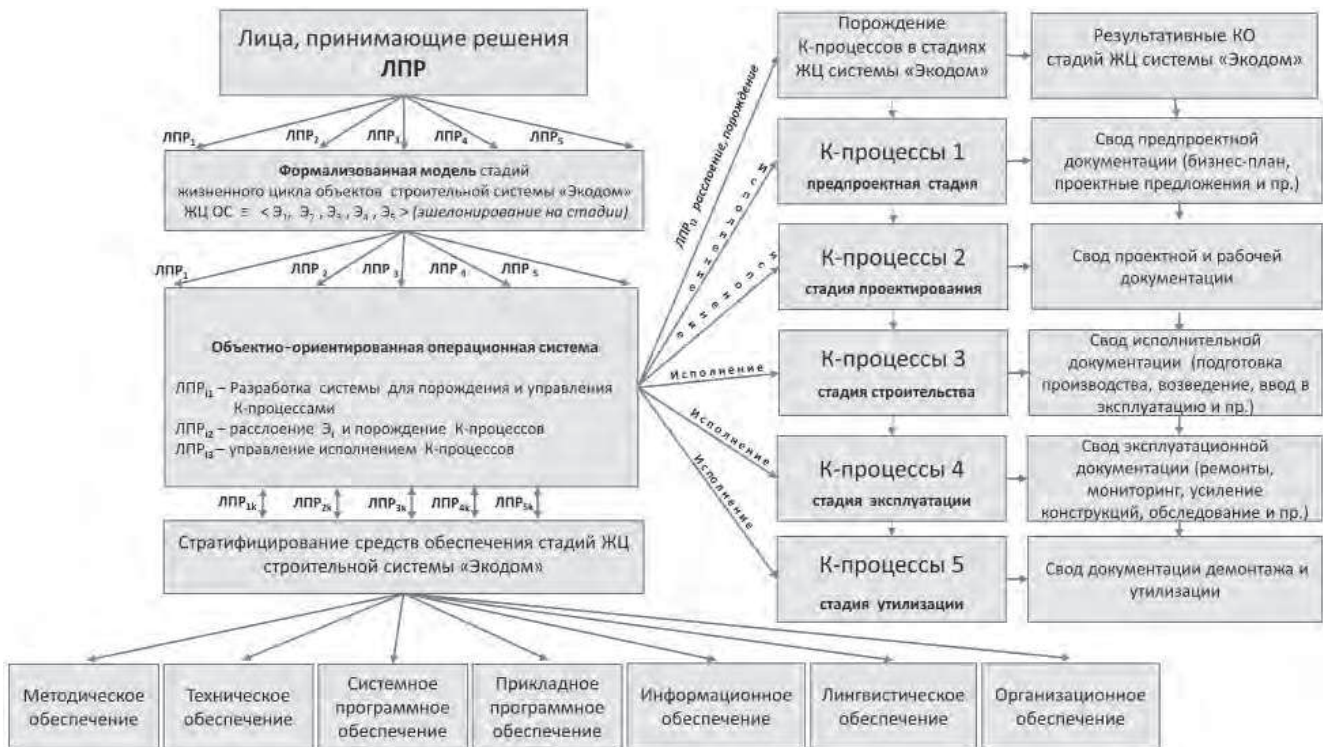 Лица, принимающие решения
ЛПР
ЛПР₁ ЛПР₂ ЛПР₃ ЛПР₄ ЛПР₅
Формализованная модель стадий
жизненного цикла объектов строительной системы «Экодом»
ЖЦ ОС ≡ < Э₁, Э₂ , Э₃ , Э₄ , Э₅ > (эшелонирование на стадии)
ЛПР₁ ЛПР₂ ЛПР₃ ЛПР₄ ЛПР₅
Объектно-ориентированная операционная система
ЛПРᵢ₁ – Разработка системы для порождения и управления
К-процессами
ЛПРᵢ₂ – расслоение Эᵢ и порождение К-процессов
ЛПРᵢ₃ – управление исполнением К-процессов
ЛПР₁ₖ ЛПР₂ₖ ЛПР₃ₖ ЛПР₄ₖ ЛПР₅ₖ
Стратифицирование средств обеспечения стадий ЖЦ
строительной системы «Экодом»
Методическое
обеспечение
Техническое
обеспечение
Системное
программное
обеспечение
Прикладное
программное
обеспечение
Информационное
обеспечение
Лингвистическое
обеспечение
Организационное
обеспечение
ЛПРᵢ₂ расслоение, порождение
Исполнение
Исполнение
Исполнение
Исполнение
Исполнение
Порождение
К-процессов в стадиях
ЖЦ системы «Экодом»
Результативные КО
стадий ЖЦ системы «Экодом»
К-процессы 1
предпроектная стадия
Свод предпроектной
документации (бизнес-план,
проектные предложения и пр.)
К-процессы 2
стадия проектирования
Свод проектной и рабочей
документации
К-процессы 3
стадия строительства
Свод исполнительной
документации (подготовка
производства, возведение, ввод в
эксплуатацию и пр.)
К-процессы 4
стадия эксплуатации
Свод эксплуатационной
документации (ремонты,
мониторинг, усиление
конструкций, обследование и пр.)
К-процессы 5
стадия утилизации
Свод документации демонтажа и
утилизации